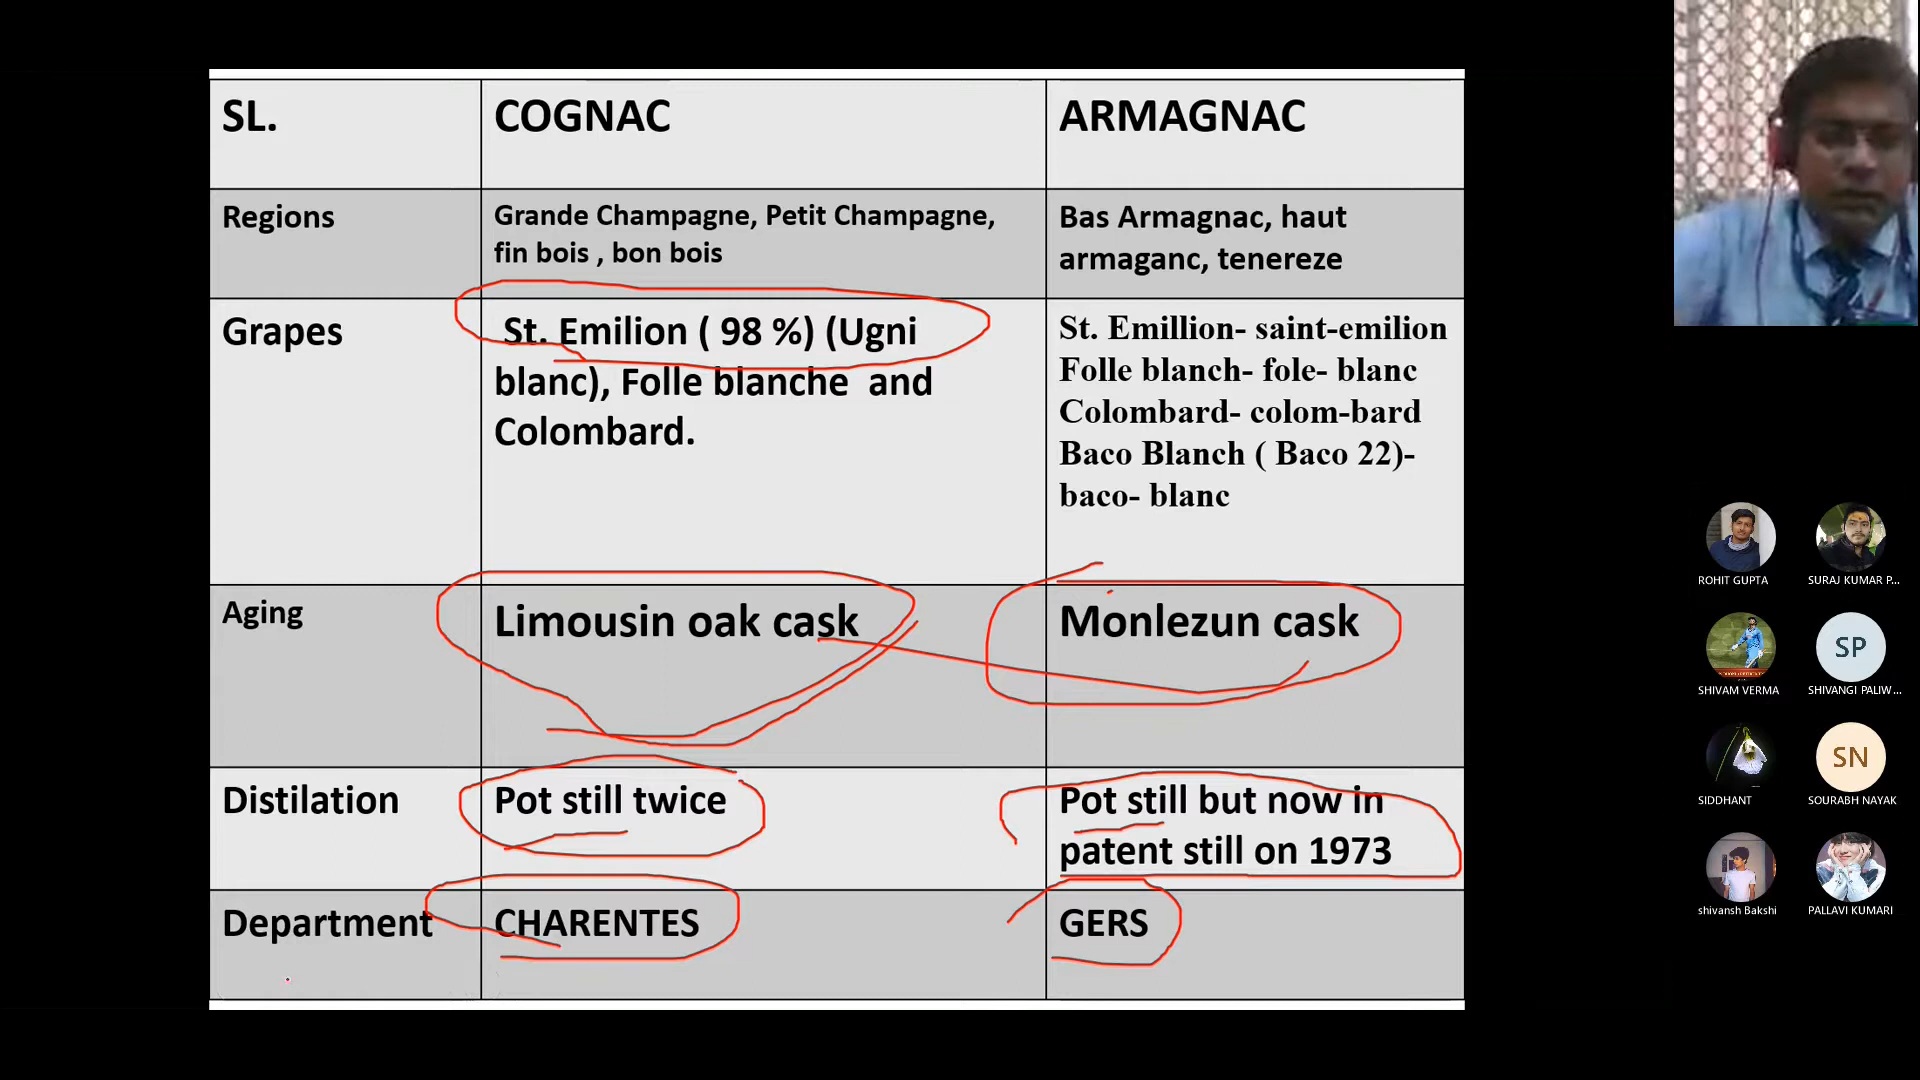 SL.
COGNAC
ARMAGNAC
Regions
Grande Champagne, Petit Champagne,
fin bois , bon bois
Bas Armagnac, haut
armaganc, tenereze
Grapes
St. Emilion ( 98 %) (Ugni
blanc), Folle blanche and
Colombard.
St. Emillion- saint-emilion
Folle blanch- fole- blanc
Colombard- colom-bard
Baco Blanch ( Baco 22)-
baco- blanc
Aging
Limousin oak cask
Monlezun cask
Distilation
Pot still twice
Pot still but now in
patent still on 1973
Department
CHARENTES
GERS
ROHIT GUPTA
SURAJ KUMAR P...
SHIVAM VERMA
SP
SHIVANGI PALIW...
SIDDHANT
SN
SOURABH NAYAK
shivansh Bakshi
PALLAVI KUMARI